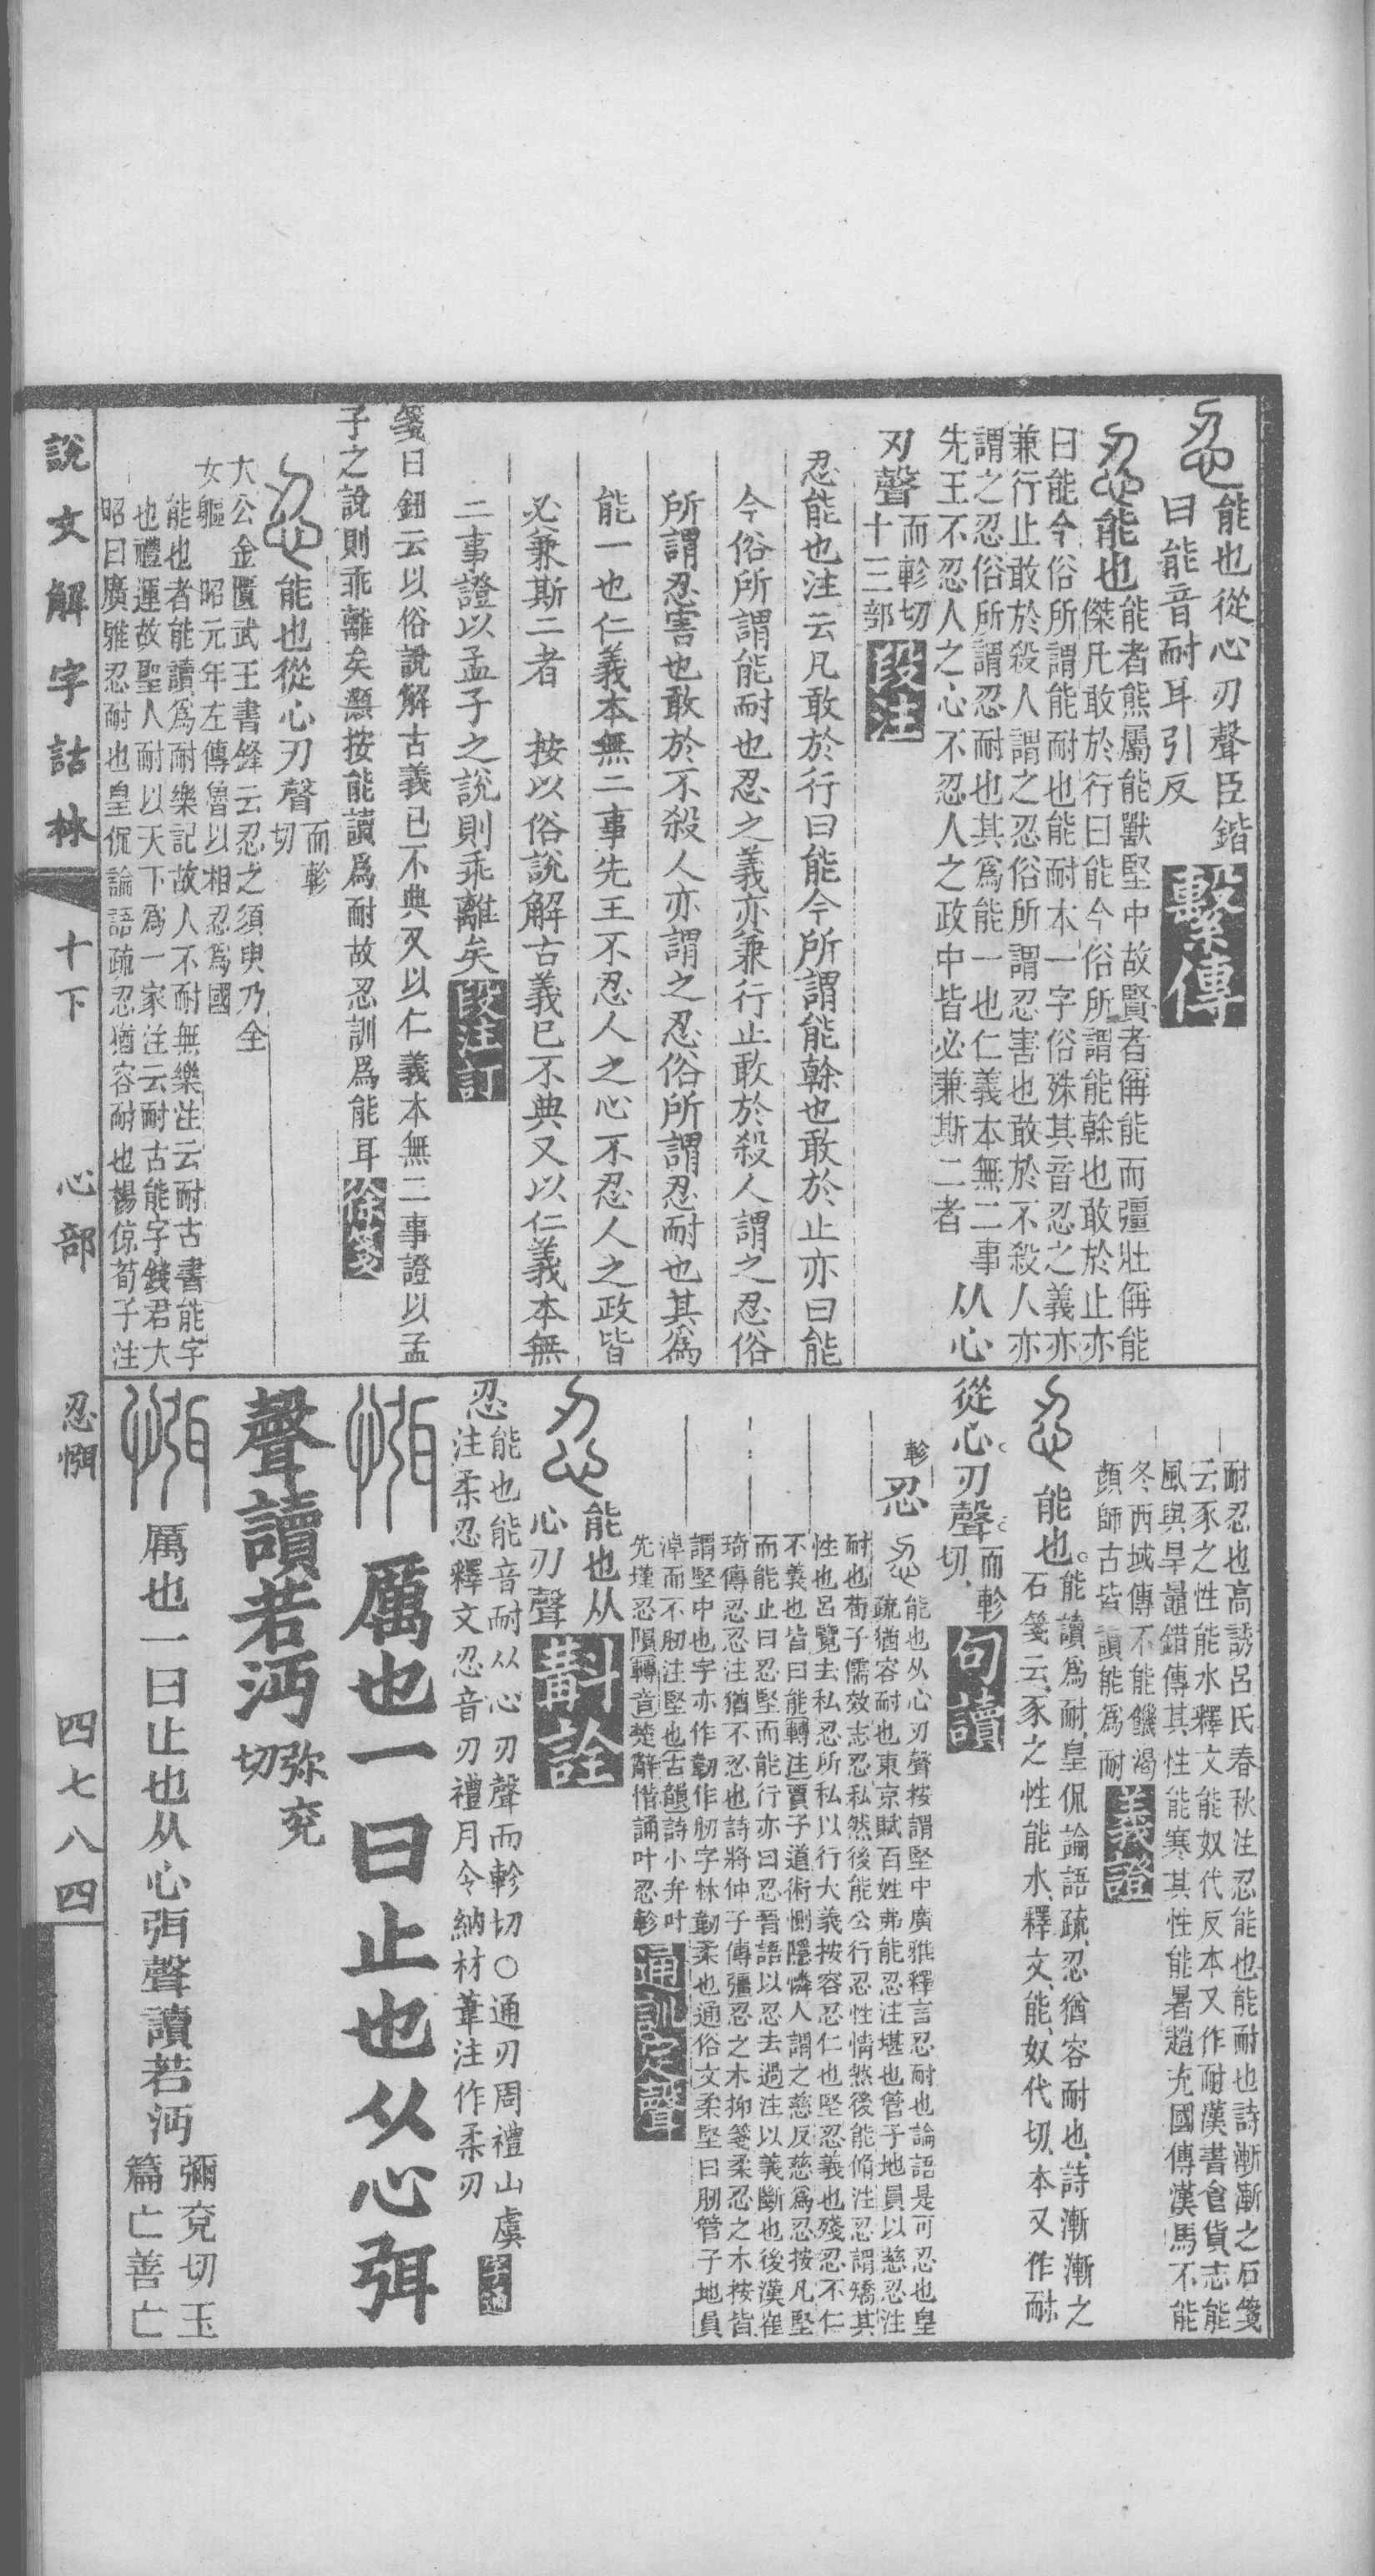 能也從心刃聲臣鍇
曰能音耐耳引反
繫傳
能也
能者熊屬能獸堅中故賢者偁能而彊壯偁能
傑凡敢於行曰能今俗所謂能榦也敢於止亦
曰能今俗所謂能耐也能耐本一字俗殊其音忍之義亦
兼行止敢於殺人謂之忍俗所謂忍害也敢於不殺人亦
謂之忍俗所謂忍耐也其爲能一也仁義本無二事
先王不忍人之心不忍人之政中皆必兼斯二者
从心
刃聲
而軫切
十三部
段注
忍能也注云凡敢於行曰能今所謂能榦也敢於止亦曰能
今俗所謂能耐也忍之義亦兼行止敢於殺人謂之忍俗
所謂忍害也敢於不殺人亦謂之忍俗所謂忍耐也其爲
能一也仁義本無二事先王不忍人之心不忍人之政皆
必兼斯二者 按以俗說解古義已不典又以仁義本無
二事證以孟子之說則乖離矣
段注訂
箋曰鈕云以俗說解古義已不典又以仁義本無二事證以孟
子之說則乖離矣灝按能讀爲耐故忍訓爲能耳
徐箋
能也從心刃聲
而軫
切
大公金匱武王書鋒云忍之須臾乃全
女軀 昭元年左傳魯以相忍爲國
能也者能讀爲耐樂記故人不耐無樂注云耐古書能字
也禮運故聖人耐以天下爲一家注云耐古能字錢君大
昭曰廣雅忍耐也皇侃論語疏忍猶容耐也楊倞荀子注
說文解字詁林
十下
心部
忍㥝
四七八四
耐忍也高誘呂氏春秋注忍能也能耐也詩漸漸之石箋
云豕之性能水釋文能奴代反本又作耐漢書食貨志能
風與旱鼂錯傳其性能寒其性能暑趙充國傳漢馬不能
冬西域傳不能饑渴
顏師古皆讀能爲耐
義證
能也。
能讀爲耐、皇侃論語疏、忍猶容耐也、詩漸漸之
石箋云、豕之性能水、釋文、能、奴代切、本又作耐、
從心。刃聲。
而軫
切、
句讀
軫
忍
能也从心刃聲按謂堅中廣雅釋言忍耐也論語是可忍也皇
疏猶容耐也東京賦百姓弗能忍注堪也管子地員以慈忍注
耐也荀子儒效志忍私然後能公行忍性情然後能脩注忍謂矯其
性也呂覽去私忍所私以行大義按容忍仁也堅忍義也殘忍不仁
不義也皆曰能轉注賈子道術惻隱憐人謂之慈反慈爲忍按凡堅
而能止曰忍堅而能行亦曰忍晉語以忍去過注以義斷也後漢崔
琦傳忍忍注猶不忍也詩將仲子傳彊忍之木抑箋柔忍之木按皆
謂堅中也字亦作韌作肕字林韌柔也通俗文柔堅曰肕管子地員
淖而不肕注堅也古韻詩小弁叶
先墐忍隕轉音楚辭惜誦叶忍軫
通訓定聲
能也从
心刃聲
斠詮
忍
能也能音耐从心刃聲而軫切○通刃周禮山虞
注柔忍釋文忍音刃禮月令納材葦注作柔刃
厲也一曰止也从心弭
聲讀若沔
弥兖
切
厲也一曰止也从心弭聲讀若沔
彌兗切玉
篇亡善亡